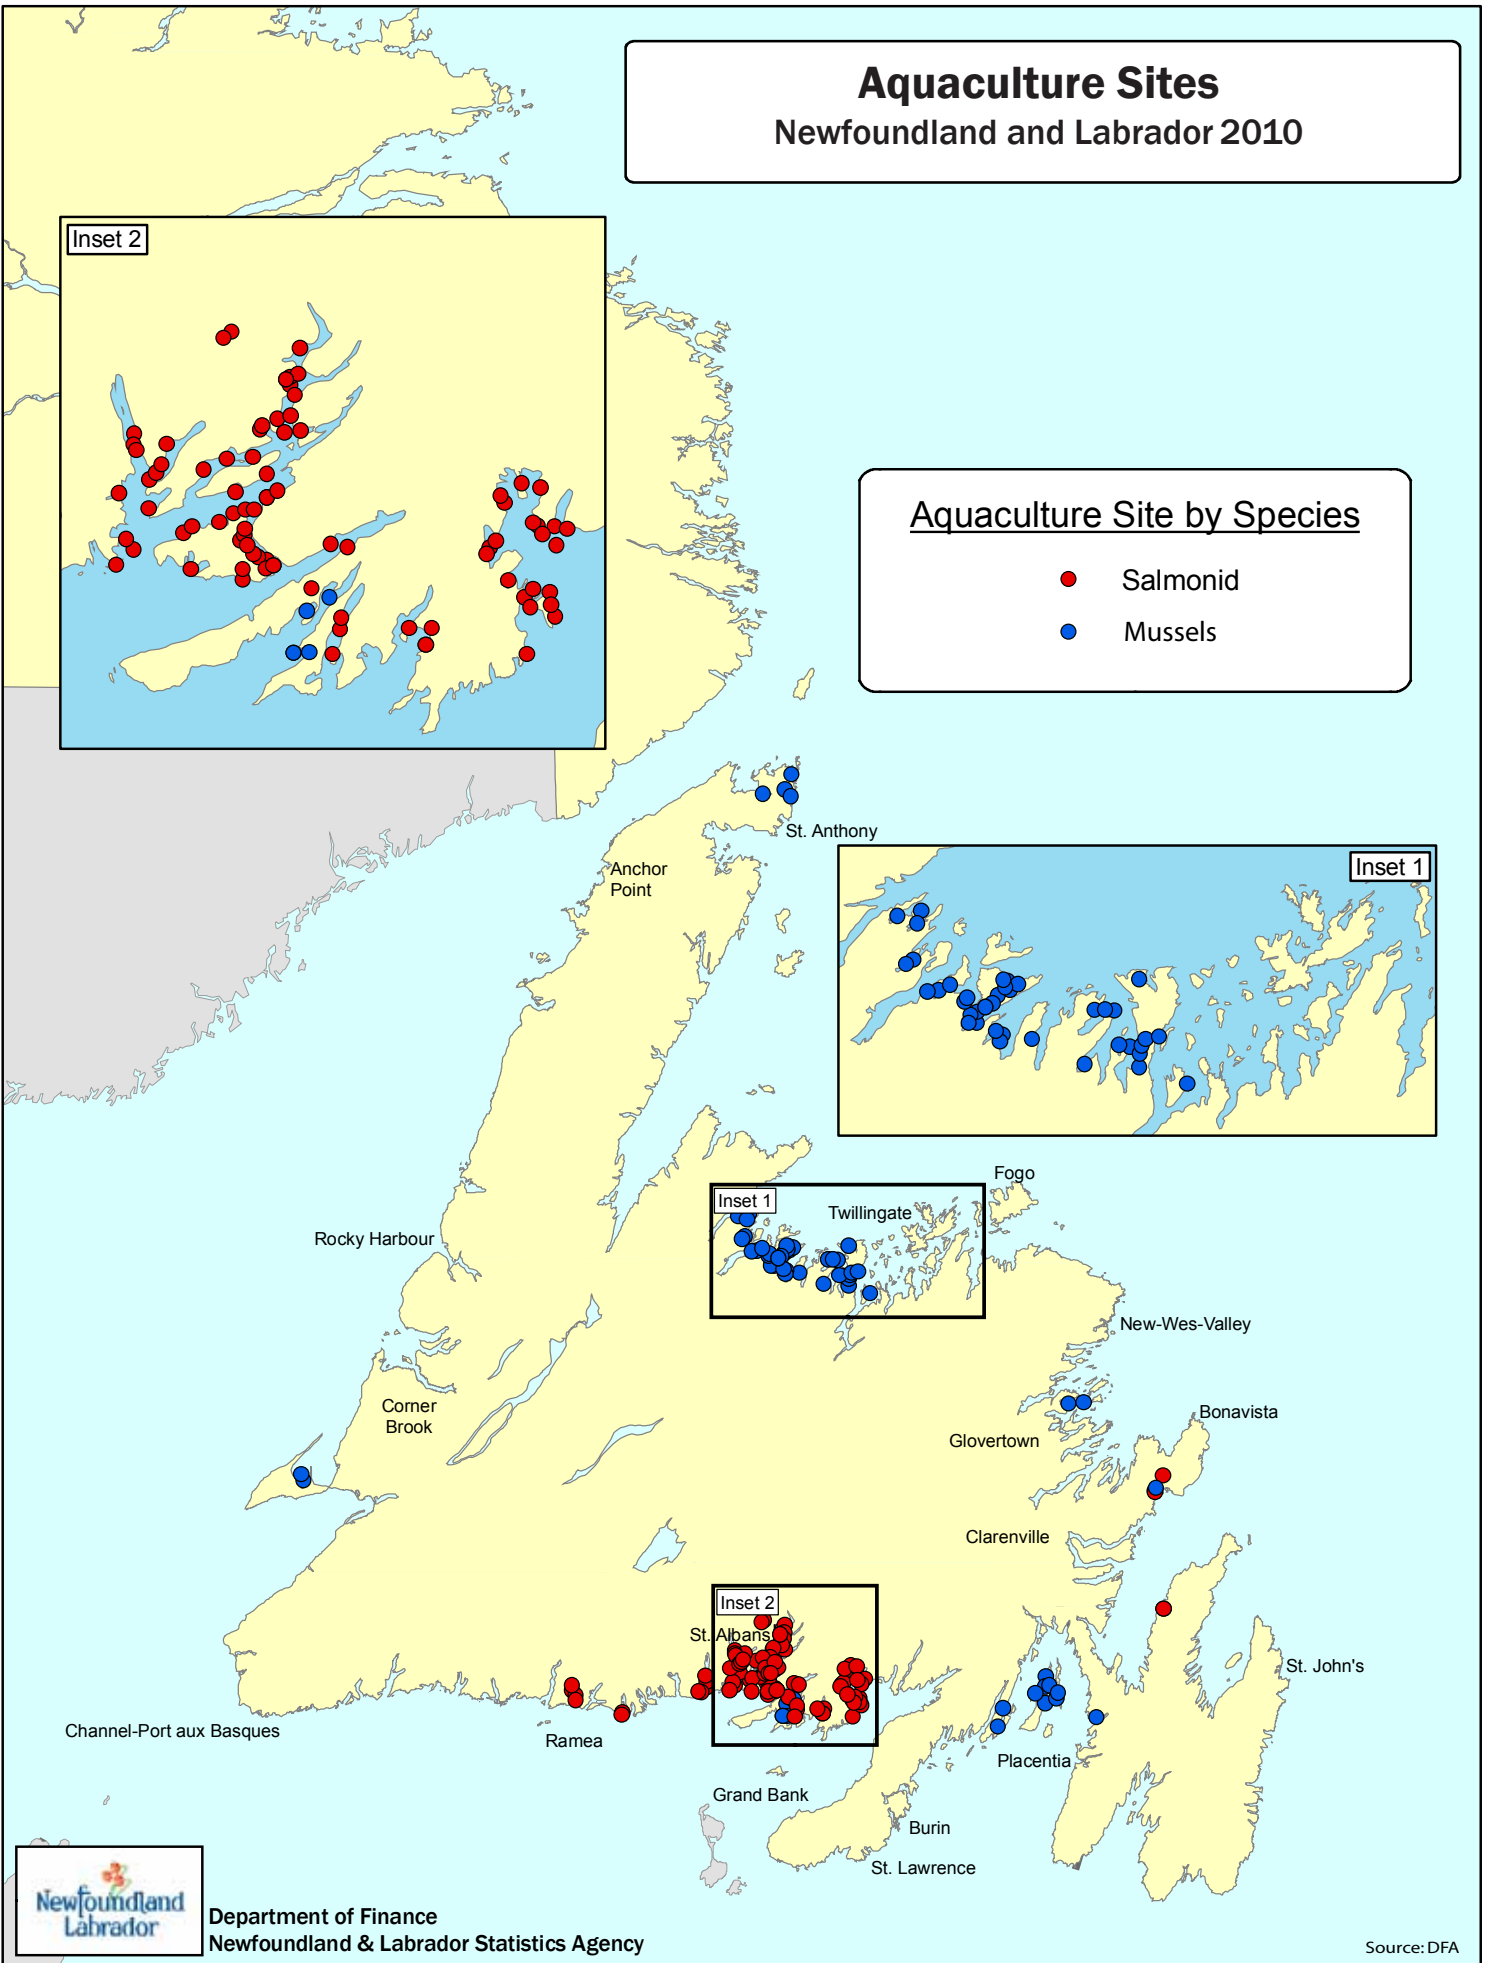 Aquaculture Sites
Newfoundland and Labrador 2010
Inset 2
Aquaculture Site by Species
Salmonid
Mussels
St. Anthony
Anchor
Point
Inset 1
Fogo
Inset 1
Twillingate
Rocky Harbour
New-Wes-Valley
Corner
Brook
Bonavista
Glovertown
Clarenville
Inset 2
St. Albans
St. John's
Channel-Port aux Basques
Ramea
Placentia
Grand Bank
Burin
St. Lawrence
Newfoundland
Labrador
Department of Finance
Newfoundland & Labrador Statistics Agency
Source: DFA